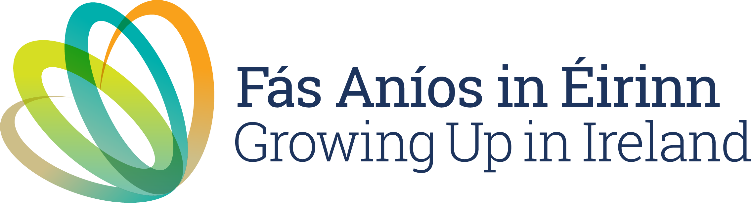 Fás Aníos in Éirinn
Growing Up in Ireland